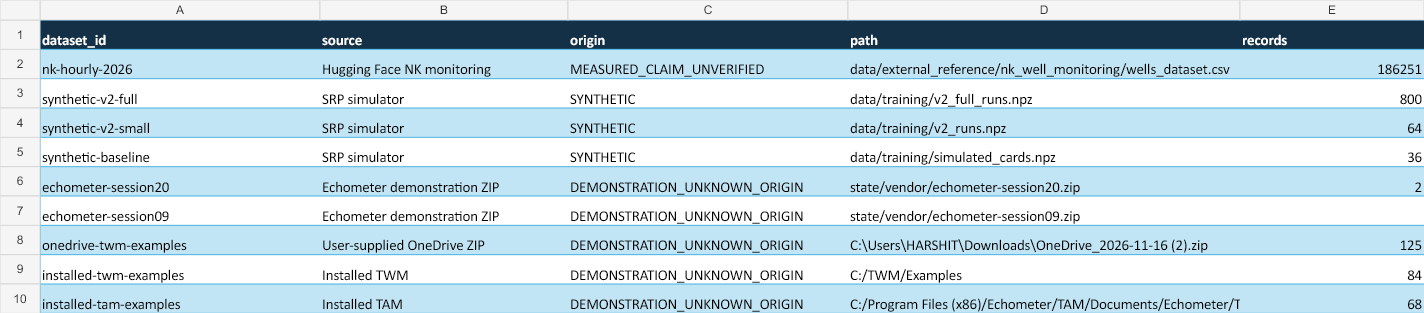 A B C D E
1 dataset_id source origin path records
2 nk-hourly-2026 Hugging Face NK monitoring MEASURED_CLAIM_UNVERIFIED data/external_reference/nk_well_monitoring/wells_dataset.csv 186251
3 synthetic-v2-full SRP simulator SYNTHETIC data/training/v2_full_runs.npz 800
4 synthetic-v2-small SRP simulator SYNTHETIC data/training/v2_runs.npz 64
5 synthetic-baseline SRP simulator SYNTHETIC data/training/simulated_cards.npz 36
6 echometer-session20 Echometer demonstration ZIP DEMONSTRATION_UNKNOWN_ORIGIN state/vendor/echometer-session20.zip 2
7 echometer-session09 Echometer demonstration ZIP DEMONSTRATION_UNKNOWN_ORIGIN state/vendor/echometer-session09.zip
8 onedrive-twm-examples User-supplied OneDrive ZIP DEMONSTRATION_UNKNOWN_ORIGIN C:\Users\HARSHIT\Downloads\OneDrive_2026-11-16 (2).zip 125
9 installed-twm-examples Installed TWM DEMONSTRATION_UNKNOWN_ORIGIN C:/TWM/Examples 84
10 installed-tam-examples Installed TAM DEMONSTRATION_UNKNOWN_ORIGIN C:/Program Files (x86)/Echometer/TAM/Documents/Echometer/T 68